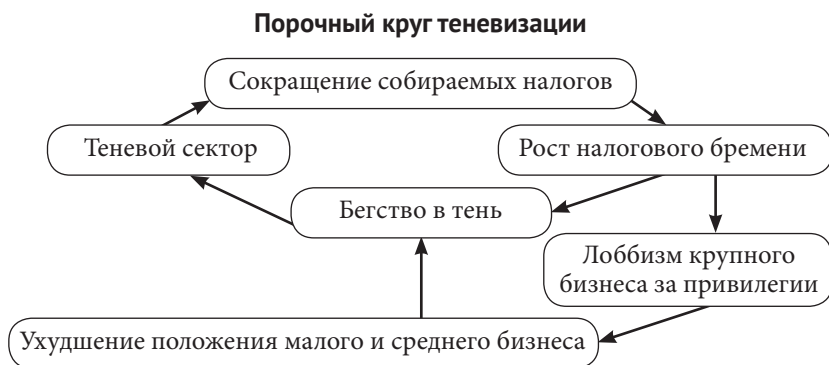 Порочный круг теневизации
Сокращение собираемых налогов
Теневой сектор
Рост налогового бремени
Бегство в тень
Лоббизм крупного
бизнеса за привилегии
Ухудшение положения малого и среднего бизнеса